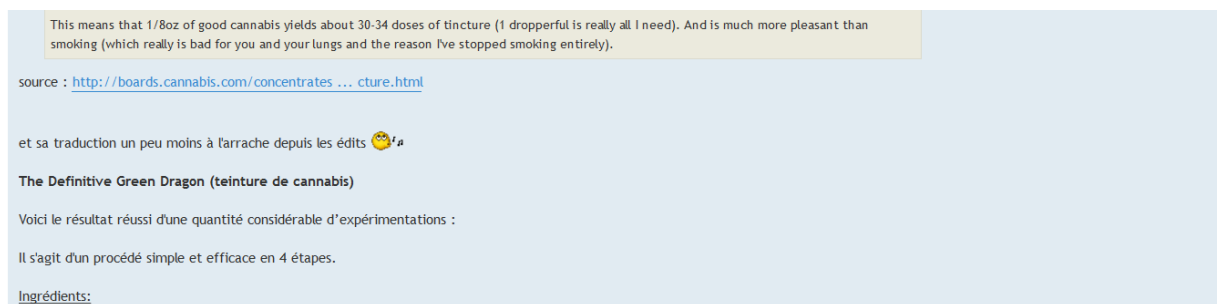 This means that 1/8oz of good cannabis yields about 30-34 doses of tincture (1 dropperful is really all I need). And is much more pleasant than
smoking (which really is bad for you and your lungs and the reason I've stopped smoking entirely).
source : http://boards.cannabis.com/concentrates ... cture.html
et sa traduction un peu moins à l'arrache depuis les édits
The Definitive Green Dragon (teinture de cannabis)
Voici le résultat réussi d'une quantité considérable d’expérimentations :
Il s'agit d'un procédé simple et efficace en 4 étapes.
Ingrédients: